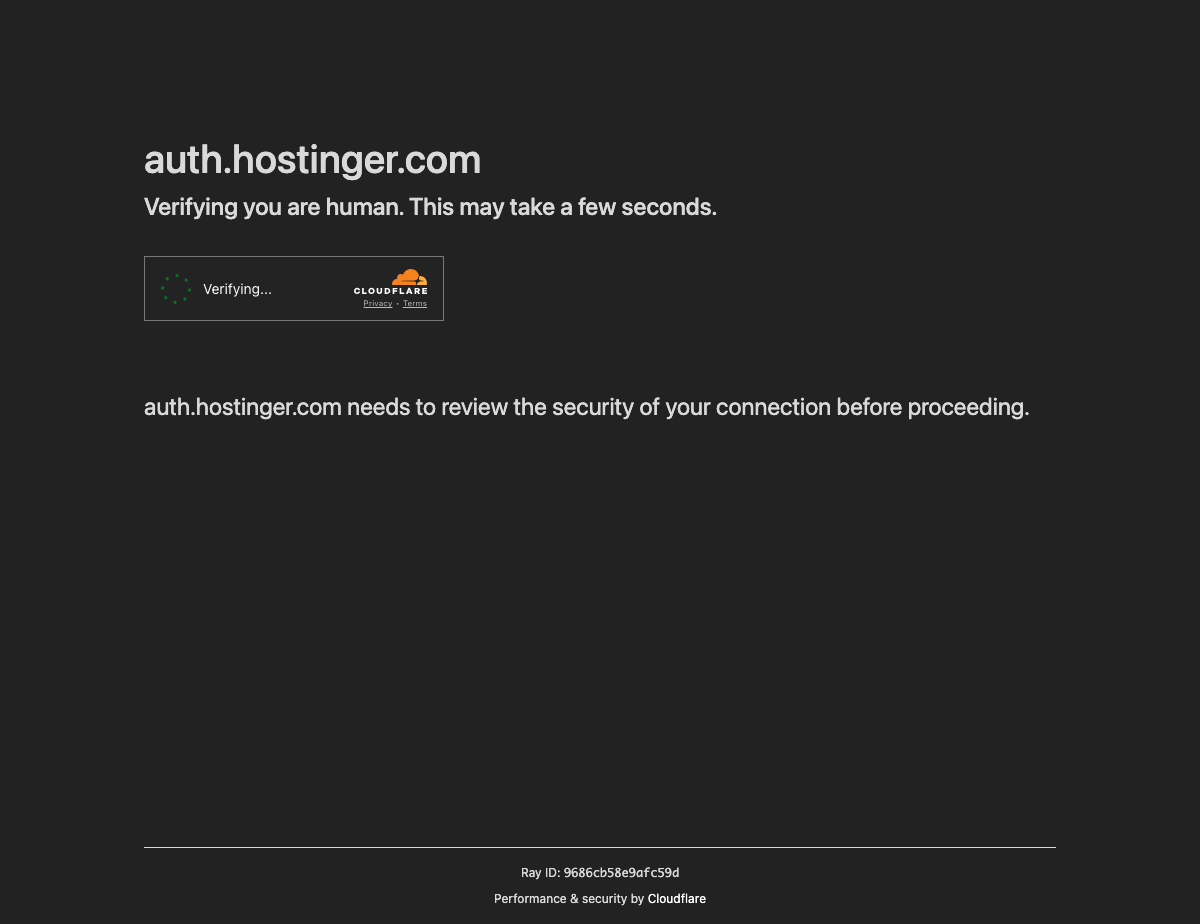 auth.hostinger.com
Verifying you are human. This may take a few seconds.
Verifying...
CLOUDFLARE
Privacy • Terms
auth.hostinger.com needs to review the security of your connection before proceeding.
Ray ID: 9686cb58e9afc59d
Performance & security by Cloudflare